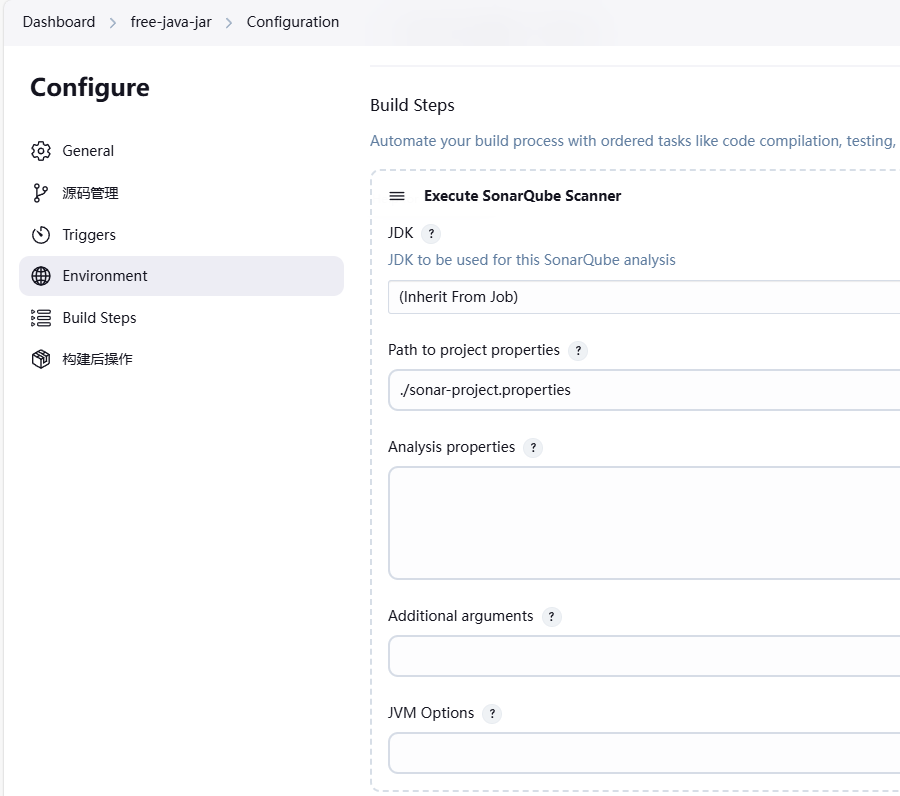 Dashboard > free-java-jar > Configuration
Configure
General
源码管理
Triggers
Environment
Build Steps
构建后操作
Build Steps
Automate your build process with ordered tasks like code compilation, testing,
Execute SonarQube Scanner
JDK ?
JDK to be used for this SonarQube analysis
(Inherit From Job)
Path to project properties ?
./sonar-project.properties
Analysis properties ?
Additional arguments ?
JVM Options ?